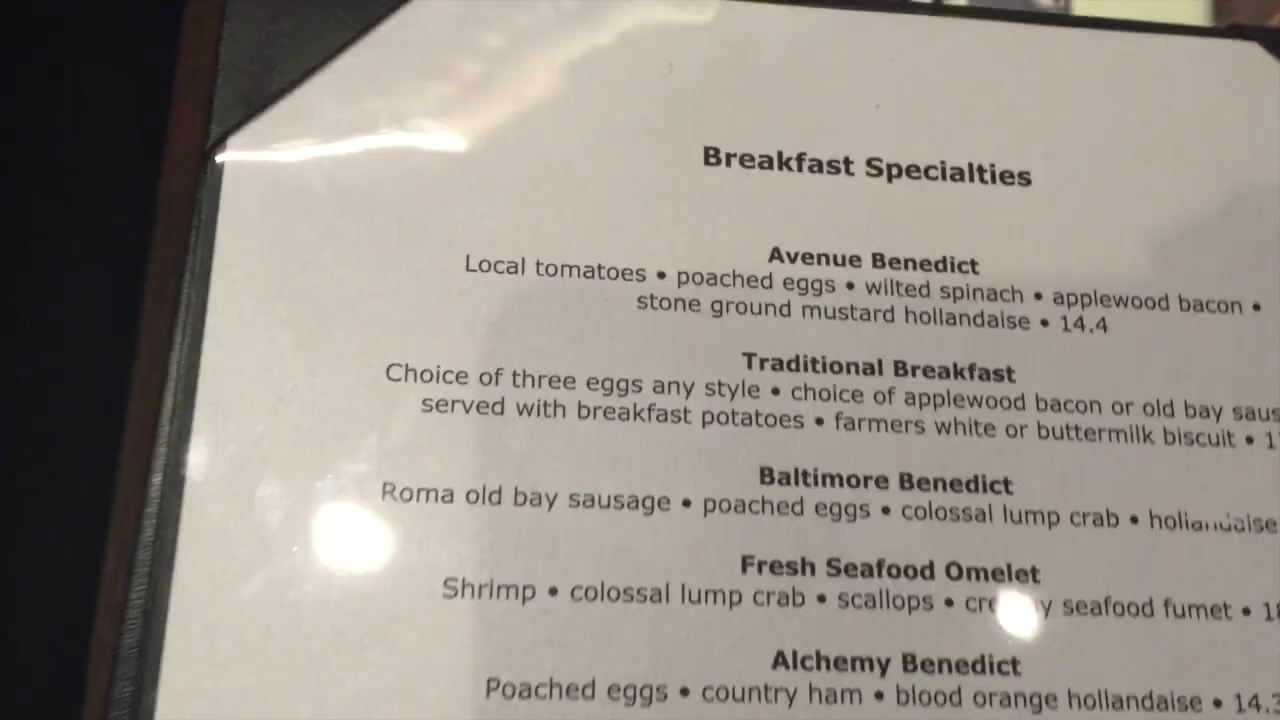 Breakfast Specialties
Avenue Benedict
Local tomatoes • poached eggs • wilted spinach • applewood bacon •
stone ground mustard hollandaise • 14.4
Traditional Breakfast
Choice of three eggs any style • choice of applewood bacon or old bay
served with breakfast potatoes • farmers white or buttermilk biscuit •
Baltimore Benedict
Roma old bay sausage • poached eggs • colossal lump crab • hollandaise
Fresh Seafood Omelet
Shrimp • colossal lump crab • scallops • seafood fumet •
Alchemy Benedict
Poached eggs • country ham • blood orange hollandaise •